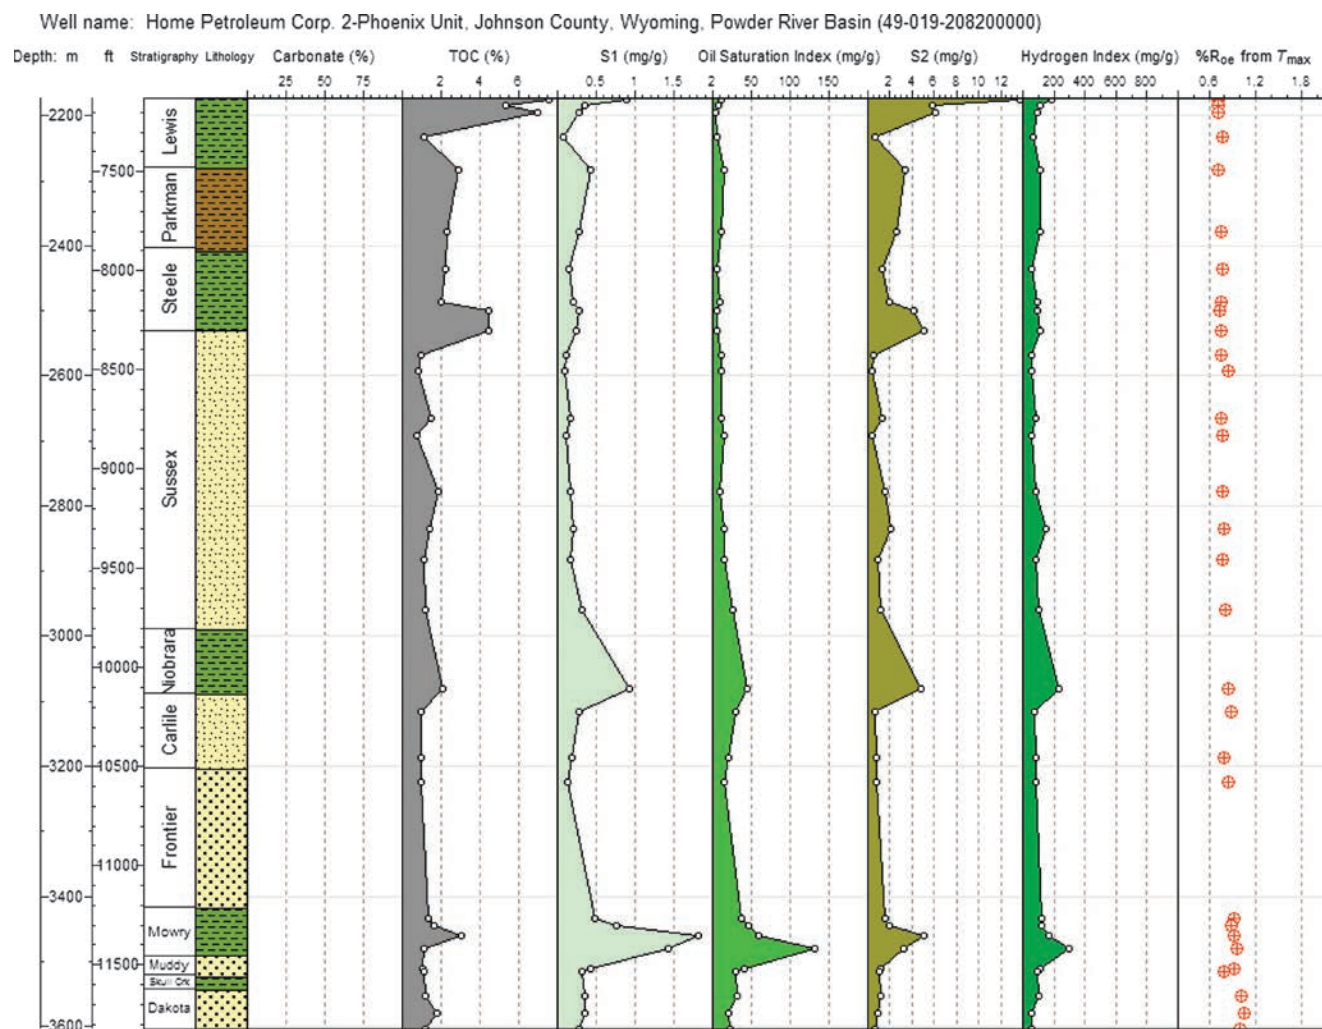 Well name: Home Petroleum Corp. 2-Phoenix Unit, Johnson County, Wyoming, Powder River Basin (49-019-208200000)
Depth: m ft Stratigraphy Lithology Carbonate (%) TOC (%) S1 (mg/g) Oil Saturation Index (mg/g) S2 (mg/g) Hydrogen Index (mg/g) %Roe from Tmax
25 50 75 2 4 6 0.5 1 1.5 2 50 100 150 2 4 6 8 10 12 200 400 600 800 0.6 1.2 1.8
2200
Lewis
7500
Parkman
2400
8000
Steele
8500
2600
Sussex
9000
2800
9500
3000
Niobrara
10000
Carlile
3200
10500
Frontier
11000
3400
Mowry
11500
Muddy
Skull Crk
Dakota
3600